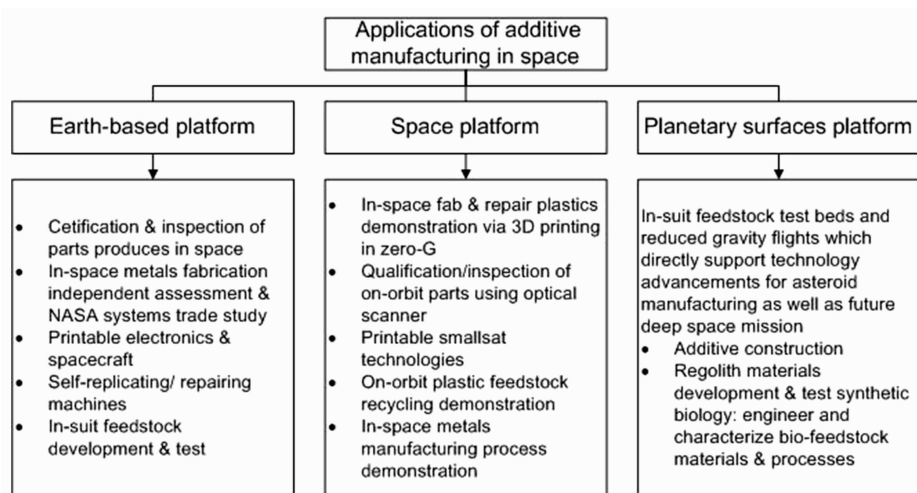 Applications of additive
manufacturing in space
Earth-based platform
Space platform
Planetary surfaces platform
• Cetification & inspection of
parts produces in space
• In-space metals fabrication
independent assessment &
NASA systems trade study
• Printable electronics &
spacecraft
• Self-replicating/ repairing
machines
• In-suit feedstock
development & test
• In-space fab & repair plastics
demonstration via 3D printing
in zero-G
• Qualification/inspection of
on-orbit parts using optical
scanner
• Printable smallsat
technologies
• On-orbit plastic feedstock
recycling demonstration
• In-space metals
manufacturing process
demonstration
In-suit feedstock test beds and
reduced gravity flights which
directly support technology
advancements for asteroid
manufacturing as well as future
deep space mission
• Additive construction
• Regolith materials
development & test synthetic
biology: engineer and
characterize bio-feedstock
materials & processes